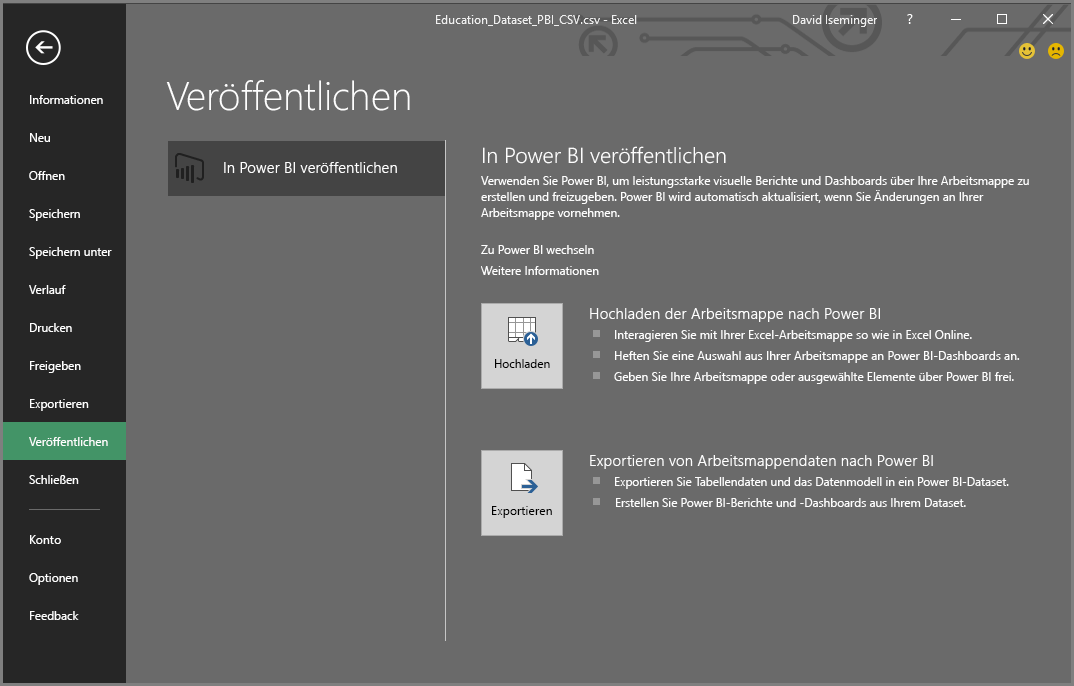 Education_Dataset_PBI_CSV.csv - Excel
David Iseminger
?
Informationen
Neu
Öffnen
Speichern
Speichern unter
Verlauf
Drucken
Freigeben
Exportieren
Veröffentlichen
Schließen
Konto
Optionen
Feedback
Veröffentlichen
In Power BI veröffentlichen
In Power BI veröffentlichen
Verwenden Sie Power BI, um leistungsstarke visuelle Berichte und Dashboards über Ihre Arbeitsmappe zu
erstellen und freizugeben. Power BI wird automatisch aktualisiert, wenn Sie Änderungen an Ihrer
Arbeitsmappe vornehmen.
Zu Power BI wechseln
Weitere Informationen
Hochladen
Hochladen der Arbeitsmappe nach Power BI
Interagieren Sie mit Ihrer Excel-Arbeitsmappe so wie in Excel Online.
Heften Sie eine Auswahl aus Ihrer Arbeitsmappe an Power BI-Dashboards an.
Geben Sie Ihre Arbeitsmappe oder ausgewählte Elemente über Power BI frei.
Exportieren
Exportieren von Arbeitsmappendaten nach Power BI
Exportieren Sie Tabellendaten und das Datenmodell in ein Power BI-Dataset.
Erstellen Sie Power BI-Berichte und -Dashboards aus Ihrem Dataset.